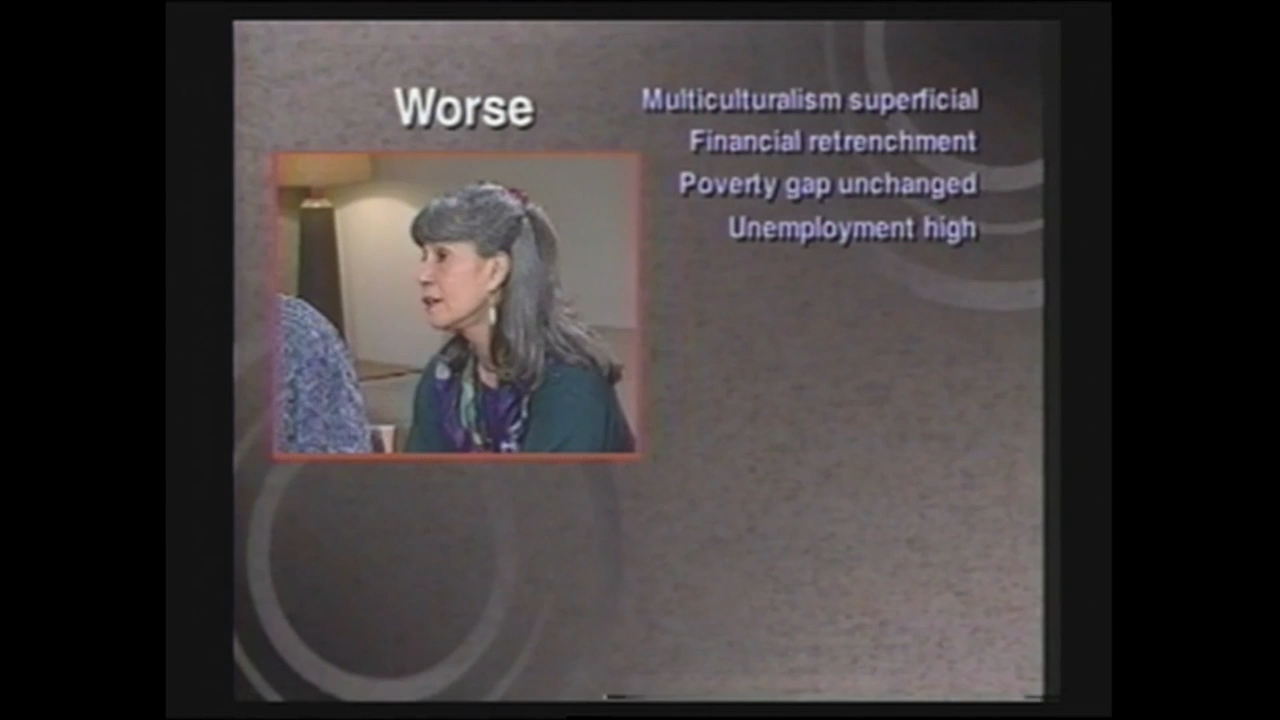 Worse
Multiculturalism superficial
Financial retrenchment
Poverty gap unchanged
Unemployment high